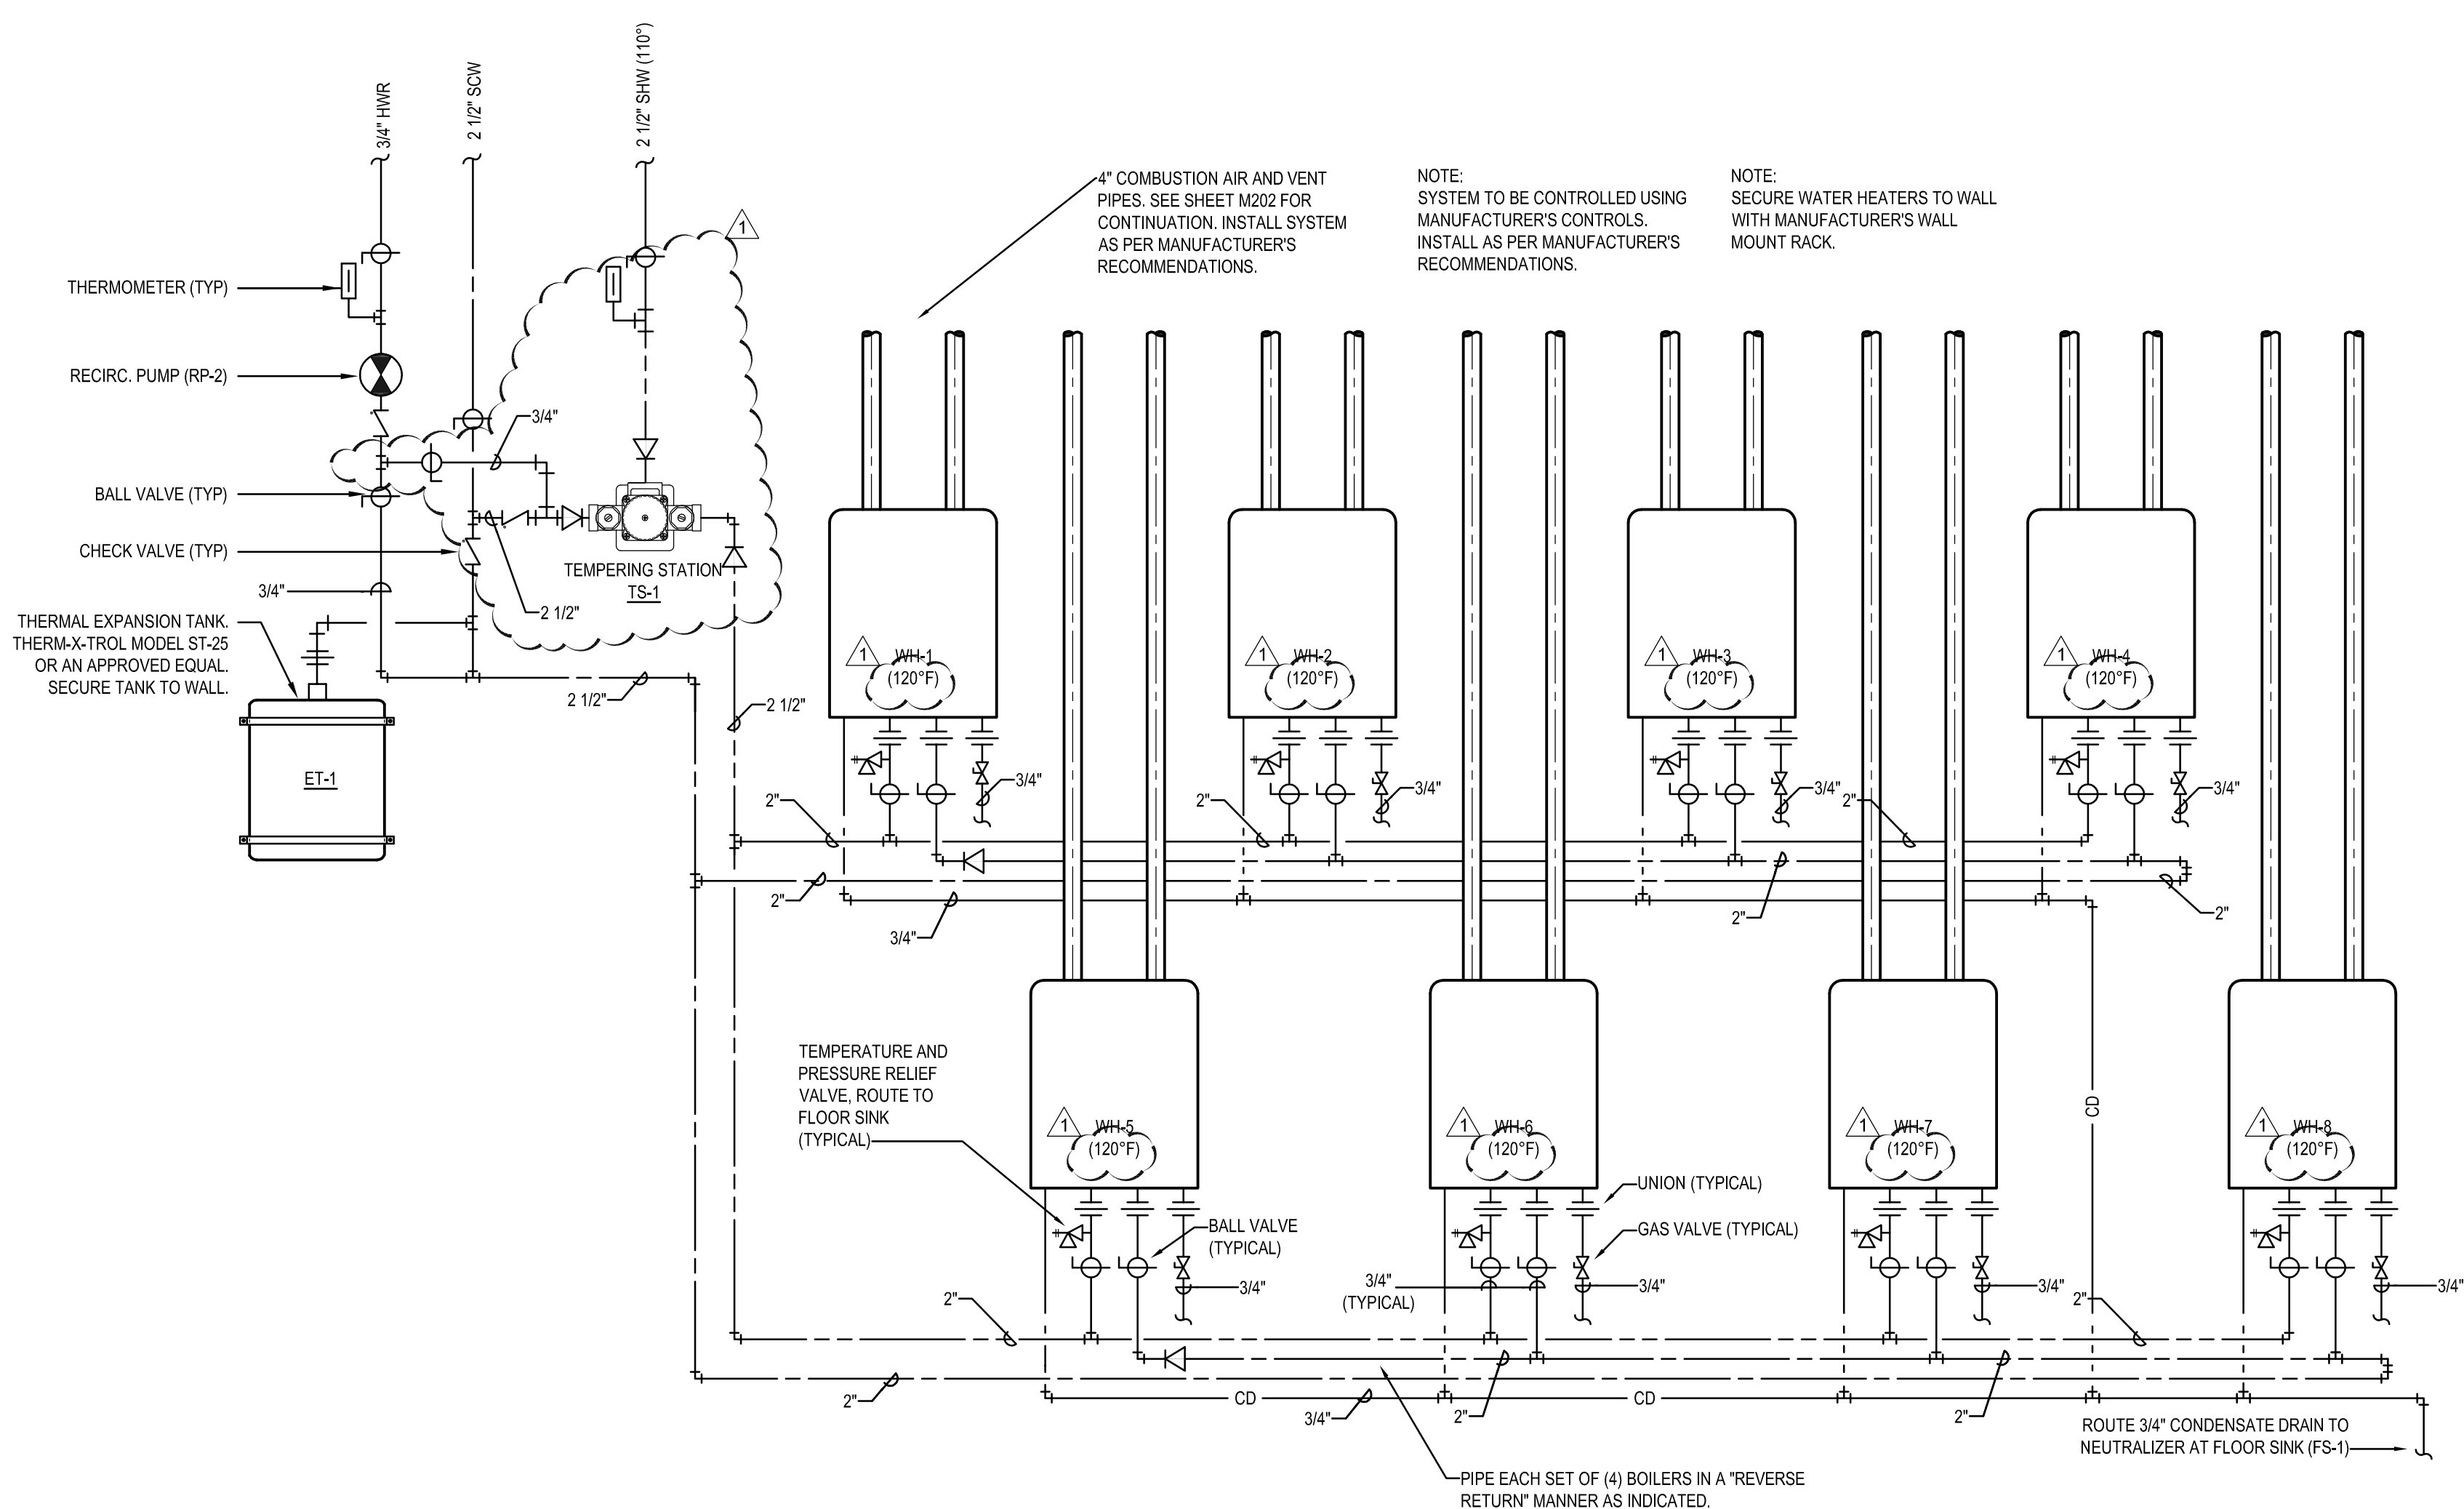 3/4" HWR
2 1/2" SCW
2 1/2" SHW (110°)
4" COMBUSTION AIR AND VENT
PIPES. SEE SHEET M202 FOR
CONTINUATION. INSTALL SYSTEM
AS PER MANUFACTURER'S
RECOMMENDATIONS.
NOTE:
SYSTEM TO BE CONTROLLED USING
MANUFACTURER'S CONTROLS.
INSTALL AS PER MANUFACTURER'S
RECOMMENDATIONS.
NOTE:
SECURE WATER HEATERS TO WALL
WITH MANUFACTURER'S WALL
MOUNT RACK.
1
THERMOMETER (TYP)
RECIRC. PUMP (RP-2)
3/4"
BALL VALVE (TYP)
CHECK VALVE (TYP)
TEMPERING STATION
TS-1
3/4"
2 1/2"
THERMAL EXPANSION TANK.
THERM-X-TROL MODEL ST-25
OR AN APPROVED EQUAL.
SECURE TANK TO WALL.
2 1/2"
2 1/2"
ET-1
1
WH-1
(120°F)
1
WH-2
(120°F)
1
WH-3
(120°F)
1
WH-4
(120°F)
3/4"
3/4"
3/4"
3/4"
2"
2"
2"
2"
3/4"
2"
2"
TEMPERATURE AND
PRESSURE RELIEF
VALVE, ROUTE TO
FLOOR SINK
(TYPICAL)
CD
1
WH-5
(120°F)
1
WH-6
(120°F)
1
WH-7
(120°F)
1
WH-8
(120°F)
UNION (TYPICAL)
BALL VALVE
(TYPICAL)
GAS VALVE (TYPICAL)
3/4"
3/4"
(TYPICAL)
3/4"
3/4"
3/4"
2"
2"
2"
CD
3/4"
2"
CD
2"
ROUTE 3/4" CONDENSATE DRAIN TO
NEUTRALIZER AT FLOOR SINK (FS-1)
PIPE EACH SET OF (4) BOILERS IN A "REVERSE
RETURN" MANNER AS INDICATED.